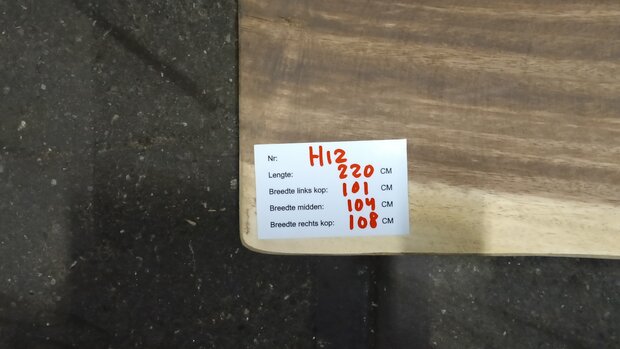 Nr: H12
Lengte: 220 CM
Breedte links kop: 101 CM
Breedte midden: 104 CM
Breedte rechts kop: 108 CM